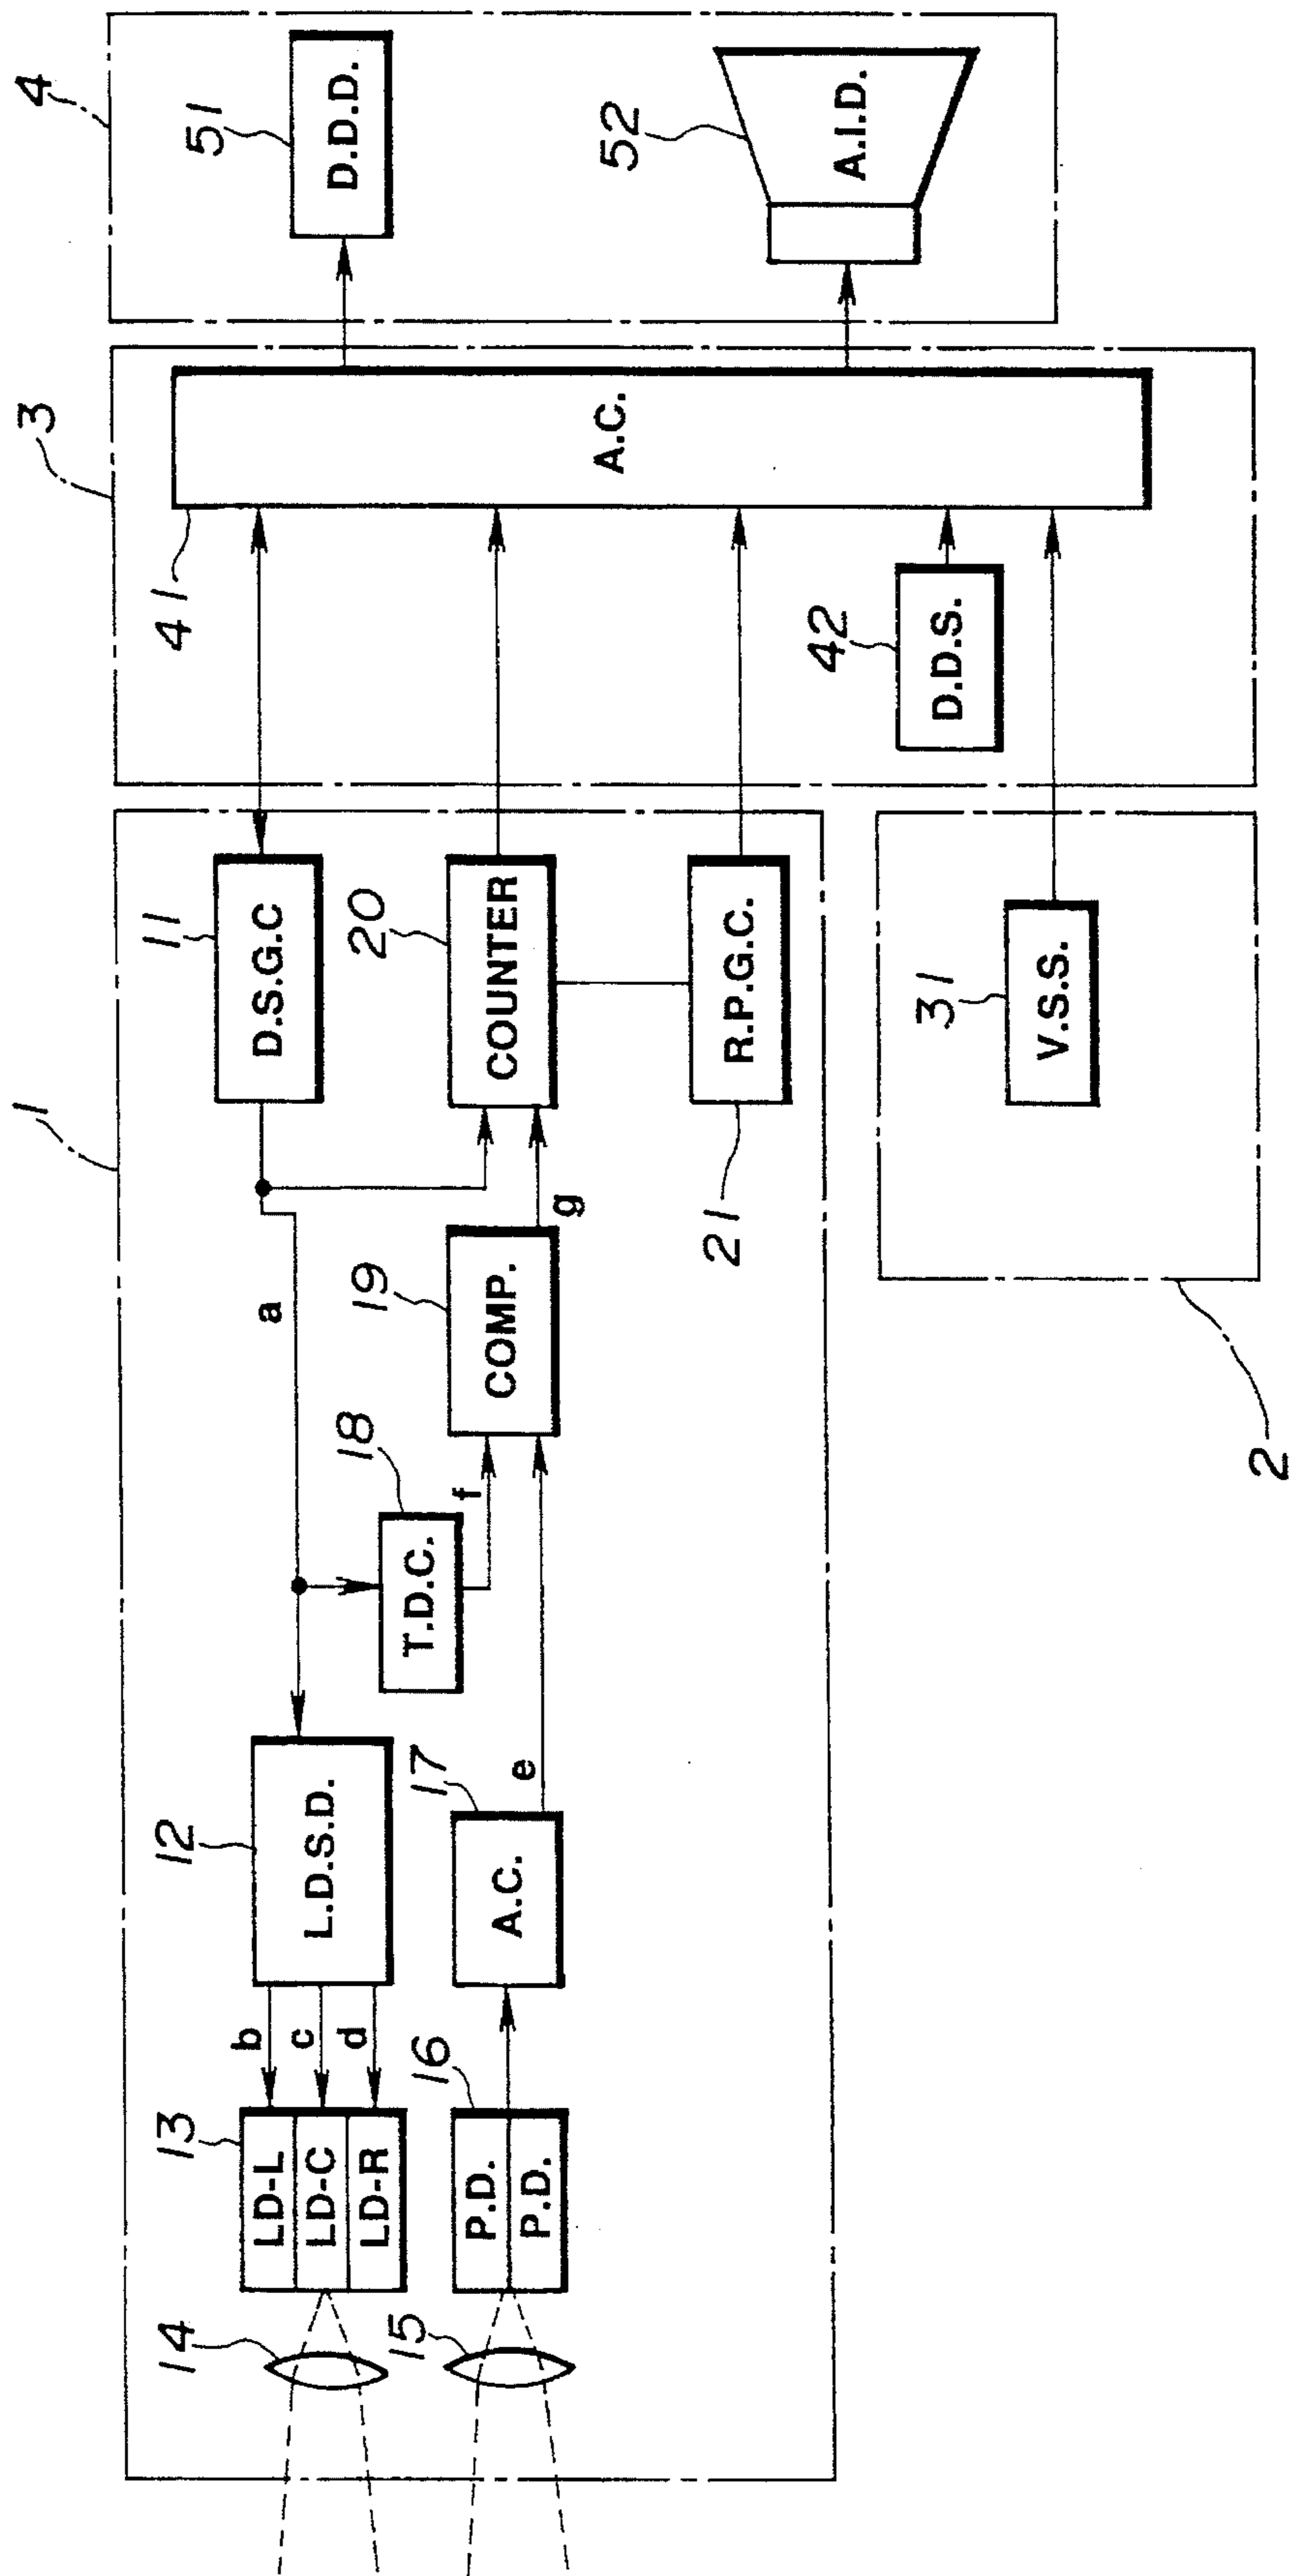 1
3
4
11
D.S.G.C
41
A.C.
51
D.D.D.
a
12
L.D.S.D.
b
c
d
13
LD-L
LD-C
LD-R
14
18
T.D.C.
f
19
COMP.
g
20
COUNTER
52
A.I.D.
15
16
P.D.
P.D.
17
A.C.
e
21
R.P.G.C.
42
D.D.S.
31
V.S.S.
2